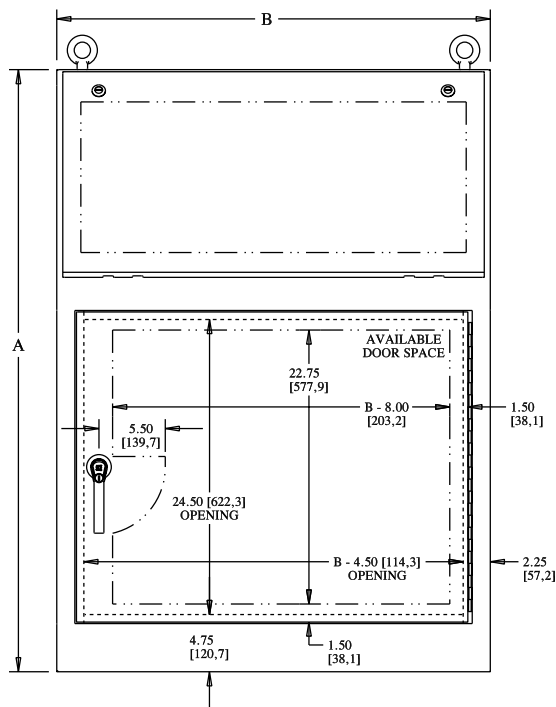 B
A
AVAILABLE
DOOR SPACE
22.75
[577,9]
B - 8.00
[203,2]
1.50
[38,1]
5.50
[139,7]
24.50 [622,3]
OPENING
B - 4.50 [114,3]
OPENING
2.25
[57,2]
4.75
[120,7]
1.50
[38,1]